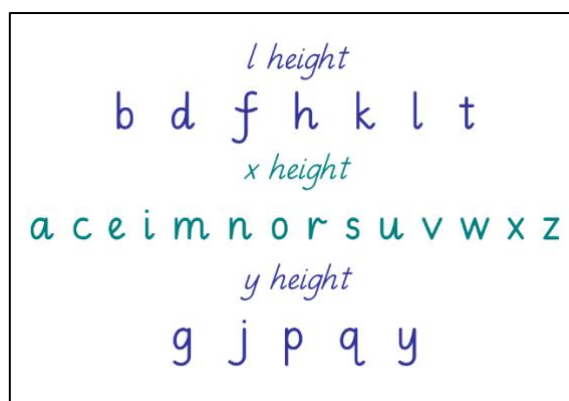 l height
b d f h k l t
x height
a c e i m n o r s u v w x z
y height
g j p q y